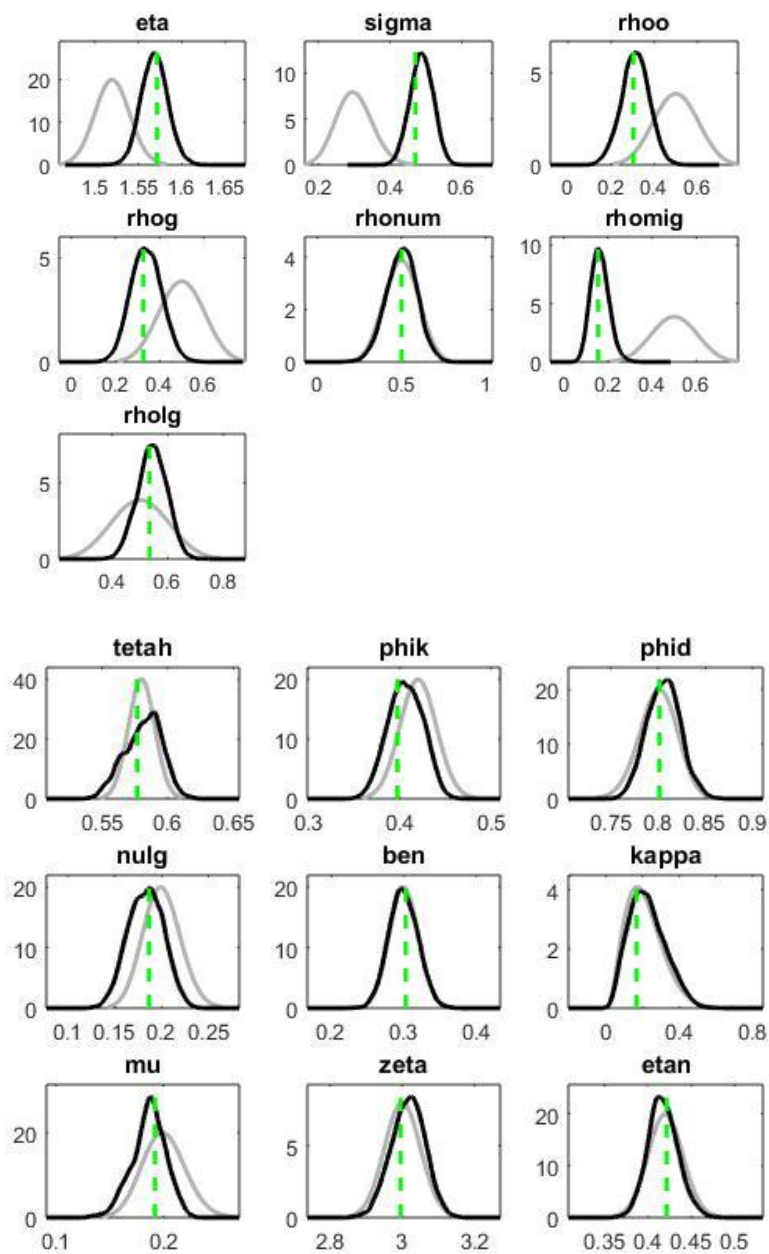 eta sigma rhoo
20
10
0
1.5 1.55 1.6 1.65
10
5
0
0.2 0.4 0.6
5
0
0 0.2 0.4 0.6
rhog rhonum rhomig
5
0
0 0.2 0.4 0.6
4
2
0
0 0.5 1
10
5
0
0 0.2 0.4 0.6
rholg
5
0
0.4 0.6 0.8
tetah phik phid
40
20
0
0.55 0.6 0.65
20
10
0
0.3 0.4 0.5
20
10
0
0.75 0.8 0.85 0.9
nulg ben kappa
20
10
0
0.1 0.15 0.2 0.25
20
10
0
0.2 0.3 0.4
4
2
0
0 0.4 0.8
mu zeta etan
20
0
0.1 0.2
5
0
2.8 3 3.2
20
10
0
0.35 0.4 0.45 0.5